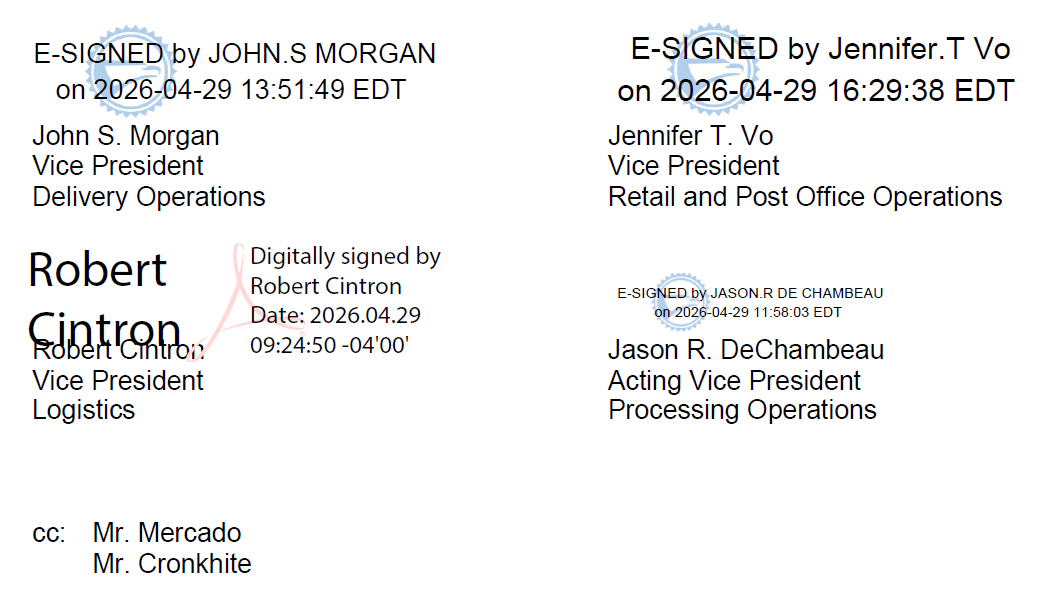 E-SIGNED by JOHN.S MORGAN
on 2026-04-29 13:51:49 EDT
John S. Morgan
Vice President
Delivery Operations
E-SIGNED by Jennifer.T Vo
on 2026-04-29 16:29:38 EDT
Jennifer T. Vo
Vice President
Retail and Post Office Operations
Robert
Cintron
Digitally signed by
Robert Cintron
Date: 2026.04.29
09:24:50 -04'00'
Robert Cintron
Vice President
Logistics
E-SIGNED by JASON.R DE CHAMBEAU
on 2026-04-29 11:58:03 EDT
Jason R. DeChambeau
Acting Vice President
Processing Operations
cc: Mr. Mercado
Mr. Cronkhite